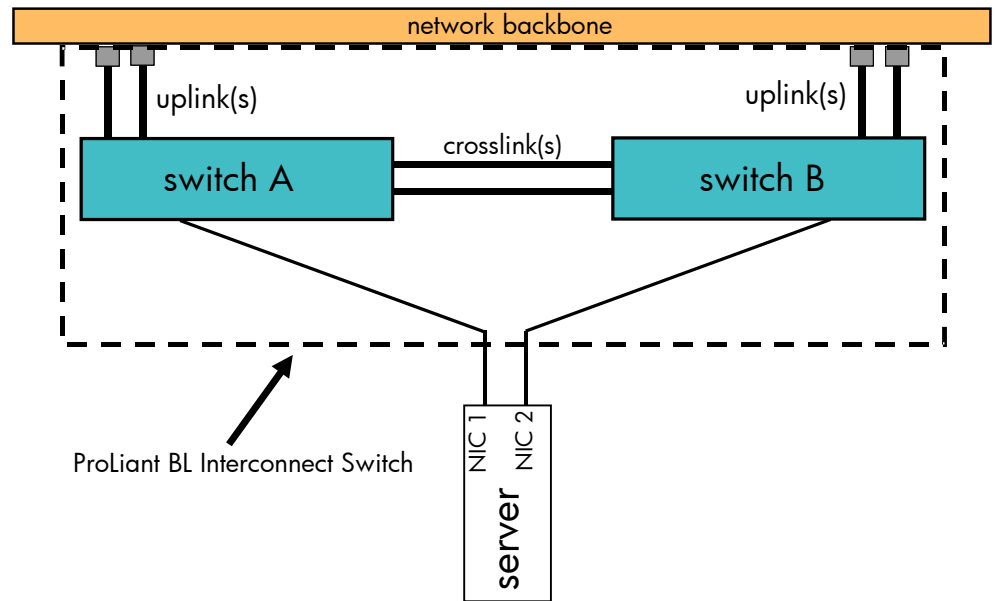 network backbone
uplink(s)
uplink(s)
crosslink(s)
switch A
switch B
ProLiant BL Interconnect Switch
NIC 1
NIC 2
server